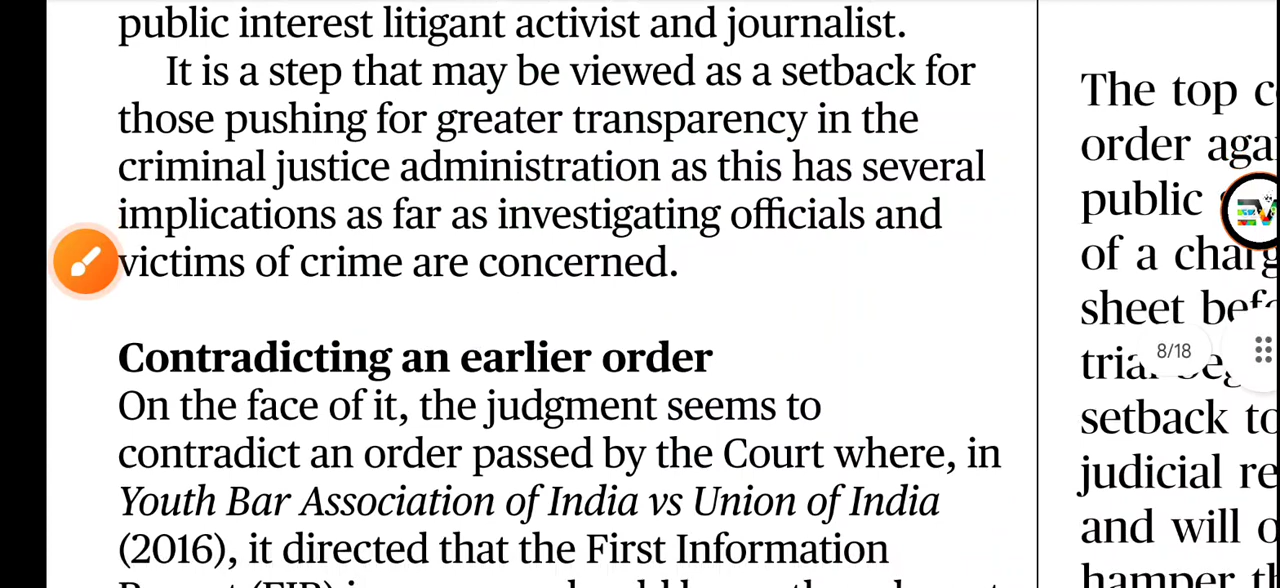 public interest litigant activist and journalist.
It is a step that may be viewed as a setback for
those pushing for greater transparency in the
criminal justice administration as this has several
implications as far as investigating officials and
victims of crime are concerned.
Contradicting an earlier order
On the face of it, the judgment seems to
contradict an order passed by the Court where, in
Youth Bar Association of India vs Union of India
(2016), it directed that the First Information
The top
order
public
of a
sheet
setback to
judicial
and will
8/18